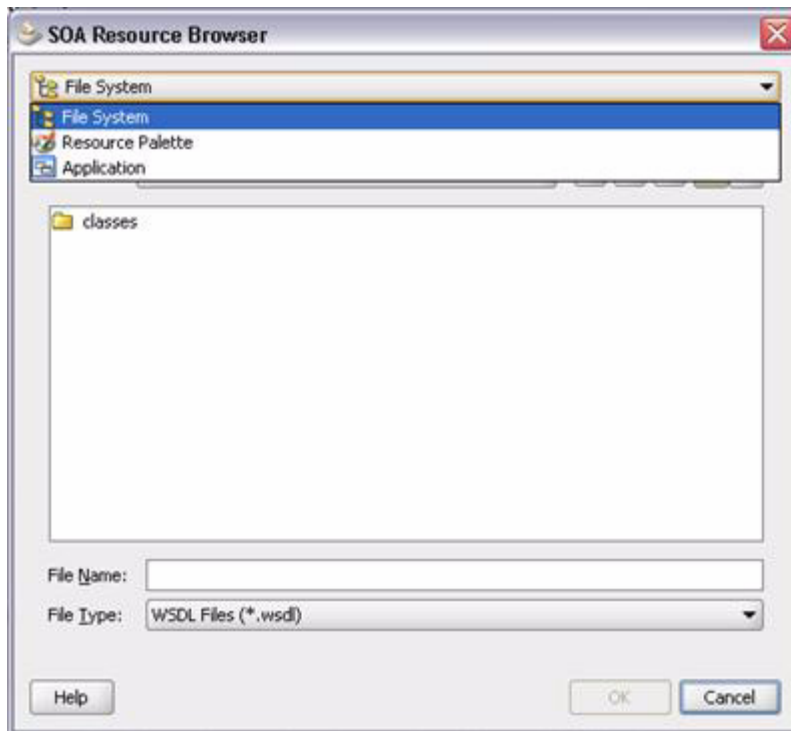 SOA Resource Browser
File System
File System
Resource Palette
Application
classes
File Name:
File Type: WSDL Files (*.wsdl)
Help OK Cancel